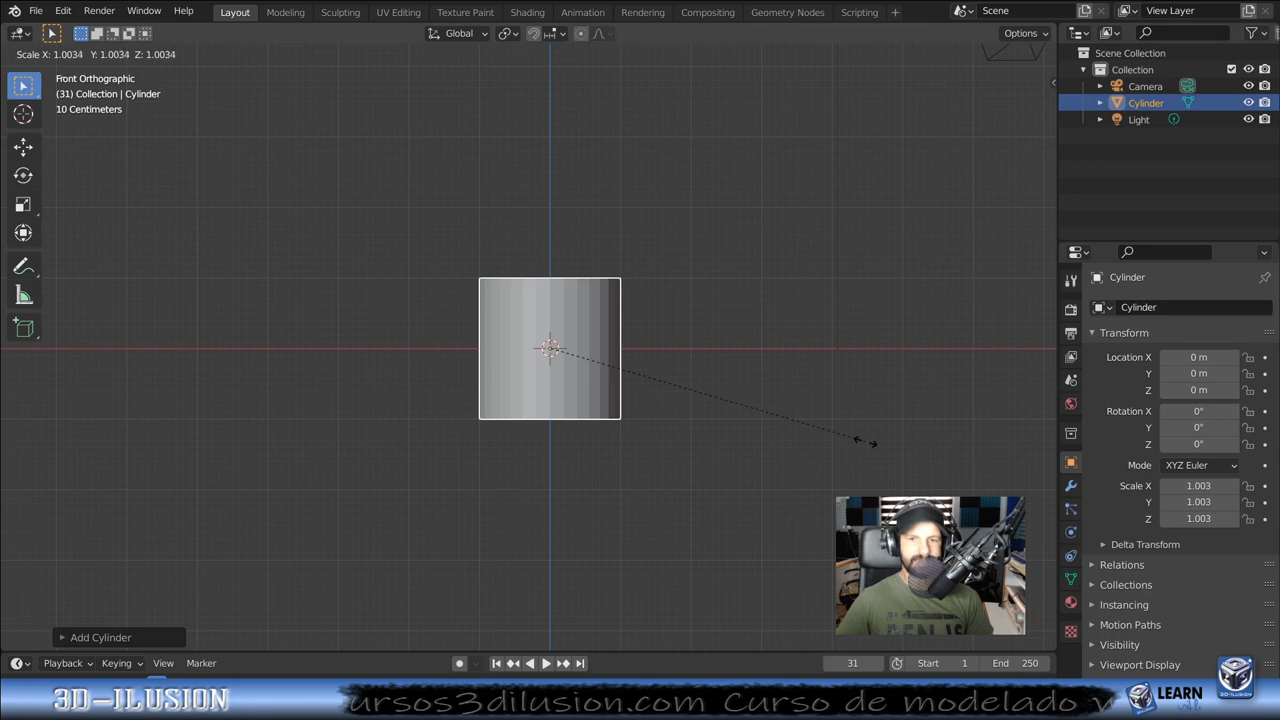 File Edit Render Window Help Layout Modeling Sculpting UV Editing Texture Paint Shading Animation Rendering Compositing Geometry Nodes Scripting + Scene View Layer
Global Options
Scale X: 1.0034 Y: 1.0034 Z: 1.0034
Front Orthographic
(31) Collection | Cylinder
10 Centimeters
Scene Collection
Collection
Camera
Cylinder
Light
Cylinder
Cylinder
Transform
Location X 0 m
Y 0 m
Z 0 m
Rotation X 0°
Y 0°
Z 0°
Mode XYZ Euler
Scale X 1.003
Y 1.003
Z 1.003
Delta Transform
Relations
Collections
Instancing
Motion Paths
Visibility
Viewport Display
Add Cylinder
Playback Keying View Marker 31 Start 1 End 250
3D-ILUSION ursos3dilusion.com Curso de modelado v LEARN